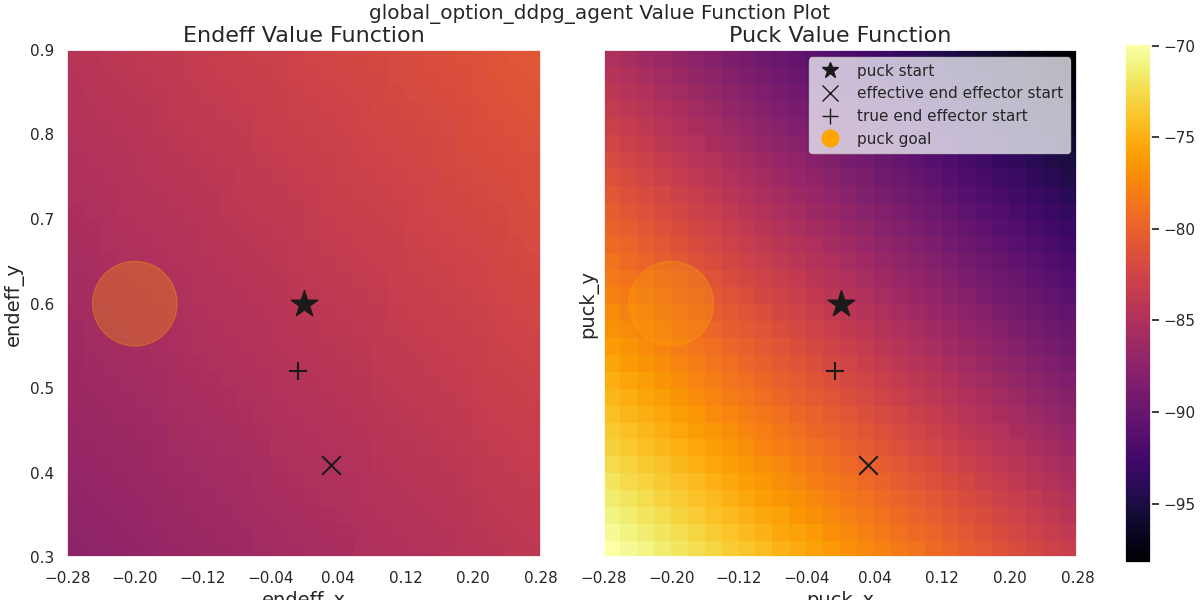 global_option_ddpg_agent Value Function Plot
Endeff Value Function
Puck Value Function
endeff_y
0.9
0.8
0.7
0.6
0.5
0.4
0.3
−0.28 −0.20 −0.12 −0.04 0.04 0.12 0.20 0.28
endeff_x
puck_y
puck start
effective end effector start
true end effector start
puck goal
−0.28 −0.20 −0.12 −0.04 0.04 0.12 0.20 0.28
puck_x
−70
−75
−80
−85
−90
−95